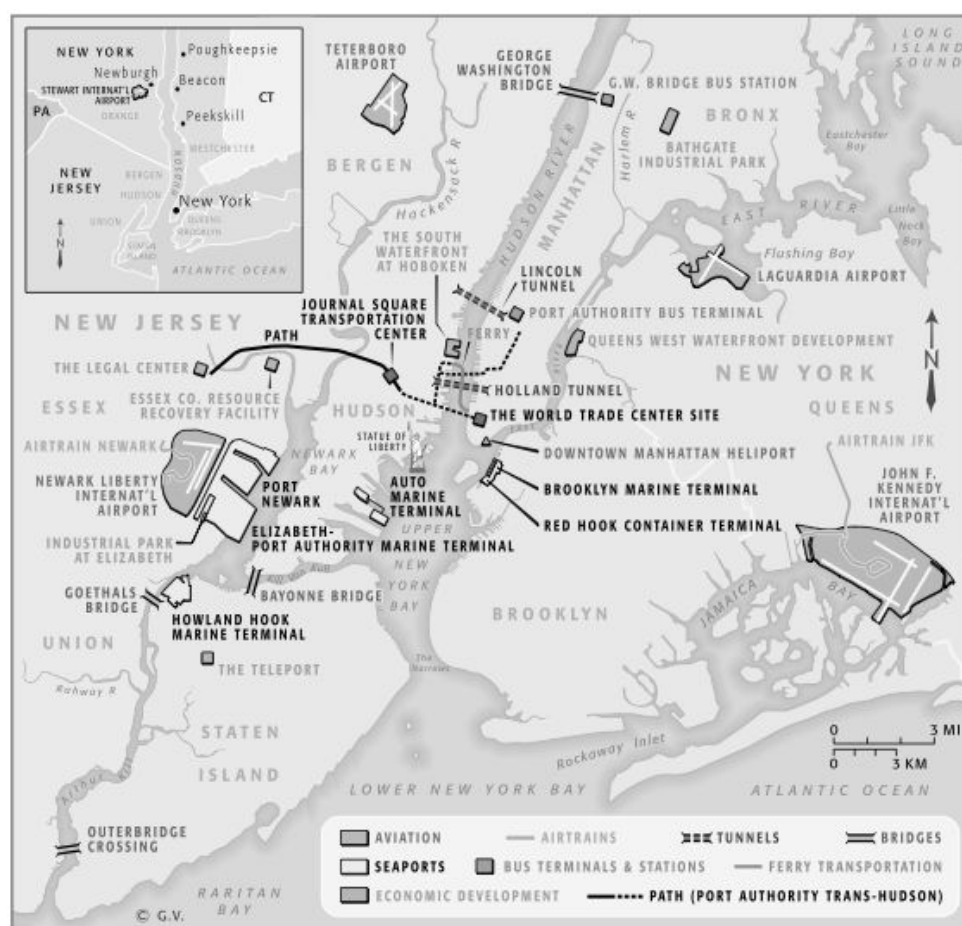 NEW YORK
Poughkeepsie
Newburgh
STEWART INTERNAT'L
AIRPORT
Beacon
PA
CT
ORANGE
Peekskill
WESTCHESTER
NEW
JERSEY
BERGEN
HUDSON
HUDSON
New York
UNION
QUEENS
BROOKLYN
STATEN
ISLAND
N
ATLANTIC OCEAN
TETERBORO
AIRPORT
GEORGE
WASHINGTON
BRIDGE
G.W. BRIDGE BUS STATION
LONG
ISLAND
SOUND
BRONX
Eastchester
Bay
BATHGATE
INDUSTRIAL PARK
BERGEN
Hackensack R
HUDSON RIVER
MANHATTAN
Harlem R
EAST RIVER
Little
Neck
Bay
THE SOUTH
WATERFRONT
AT HOBOKEN
Flushing Bay
LAGUARDIA AIRPORT
LINCOLN
TUNNEL
JOURNAL SQUARE
TRANSPORTATION
CENTER
PORT AUTHORITY BUS TERMINAL
NEW JERSEY
PATH
FERRY
QUEENS WEST WATERFRONT DEVELOPMENT
N
THE LEGAL CENTER
NEW YORK
ESSEX
ESSEX CO. RESOURCE
RECOVERY FACILITY
HOLLAND TUNNEL
HUDSON
THE WORLD TRADE CENTER SITE
QUEENS
AIRTRAIN NEWARK
STATUE OF
LIBERTY
DOWNTOWN MANHATTAN HELIPORT
AIRTRAIN JFK
NEWARK
BAY
NEWARK LIBERTY
INTERNAT'L
AIRPORT
PORT
NEWARK
AUTO
MARINE
TERMINAL
BROOKLYN MARINE TERMINAL
JOHN F.
KENNEDY
INTERNAT'L
AIRPORT
RED HOOK CONTAINER TERMINAL
INDUSTRIAL PARK
AT ELIZABETH
ELIZABETH-
PORT AUTHORITY MARINE TERMINAL
UPPER
NEW
YORK
BAY
Kill Van Kull
GOETHALS
BRIDGE
BAYONNE BRIDGE
BROOKLYN
JAMAICA
BAY
HOWLAND HOOK
MARINE TERMINAL
UNION
THE TELEPORT
The
Narrows
Rahway R
STATEN
ISLAND
Rockaway Inlet
0 3 MI
0 3 KM
Arthur Kill
LOWER NEW YORK BAY
ATLANTIC OCEAN
OUTERBRIDGE
CROSSING
RARITAN
BAY
© G.V.
AVIATION
AIRTRAINS
TUNNELS
BRIDGES
SEAPORTS
BUS TERMINALS & STATIONS
FERRY TRANSPORTATION
ECONOMIC DEVELOPMENT
PATH (PORT AUTHORITY TRANS-HUDSON)